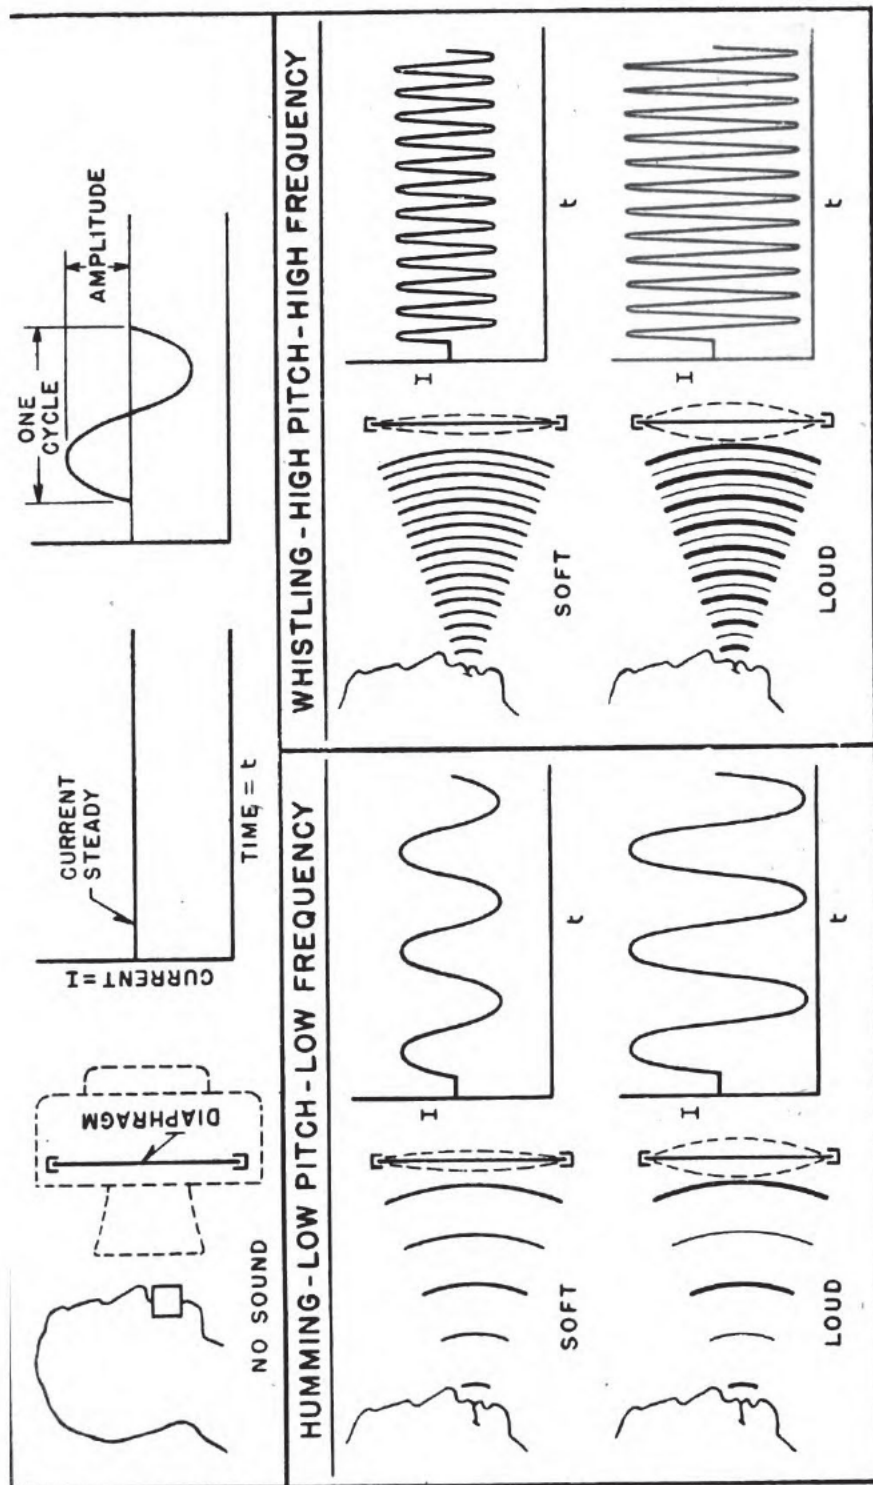 NO SOUND
DIAPHRAGM
CURRENT = I
CURRENT
STEADY
TIME = t
ONE
CYCLE
AMPLITUDE
HUMMING-LOW PITCH-LOW FREQUENCY
SOFT
I
t
LOUD
I
t
WHISTLING-HIGH PITCH-HIGH FREQUENCY
SOFT
I
t
LOUD
I
t